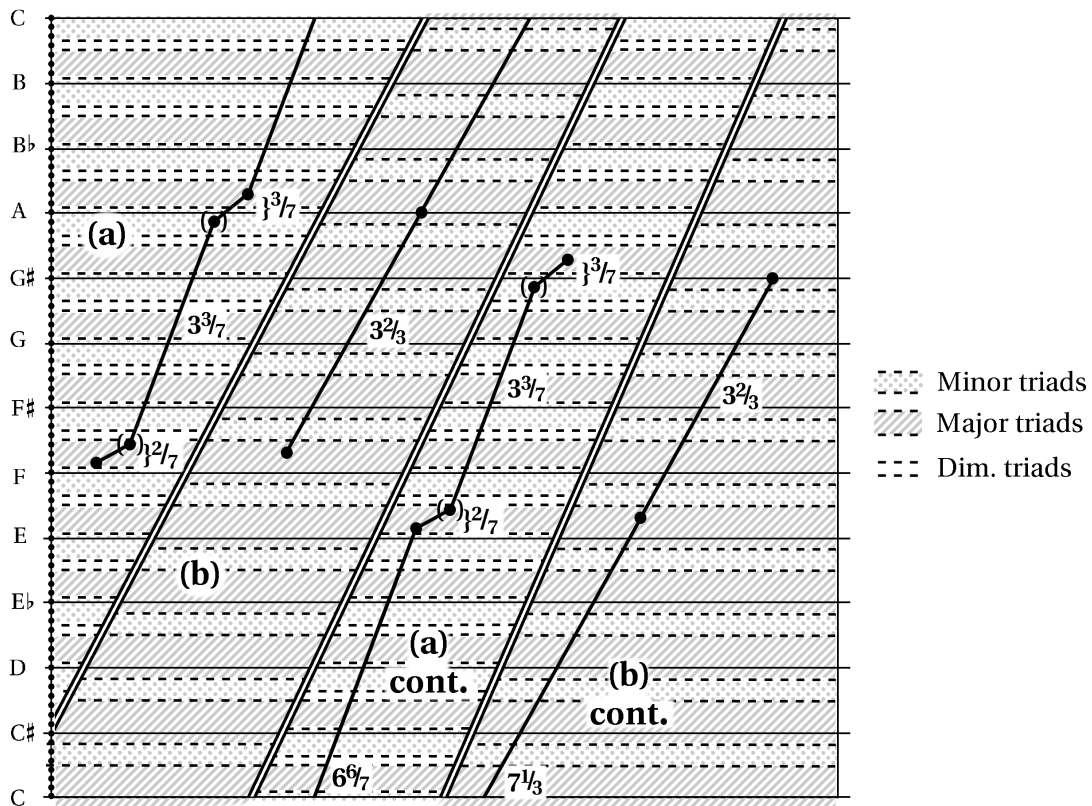 C
B
B♭
A
G♯
G
F♯
F
E
E♭
D
C♯
C
(a)
(b)
(a)
cont.
(b)
cont.
( )
}3/7
3 3/7
( )
}2/7
3 2/3
( )
}3/7
3 3/7
( )
}2/7
3 2/3
6 6/7
7 1/3
Minor triads
Major triads
Dim. triads